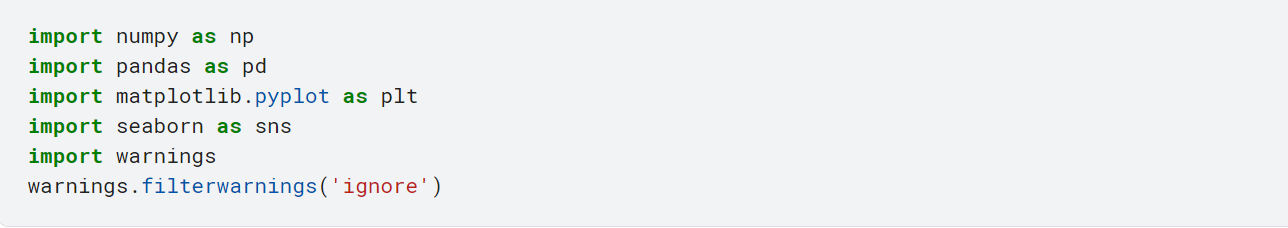 import numpy as np
import pandas as pd
import matplotlib.pyplot as plt
import seaborn as sns
import warnings
warnings.filterwarnings('ignore')